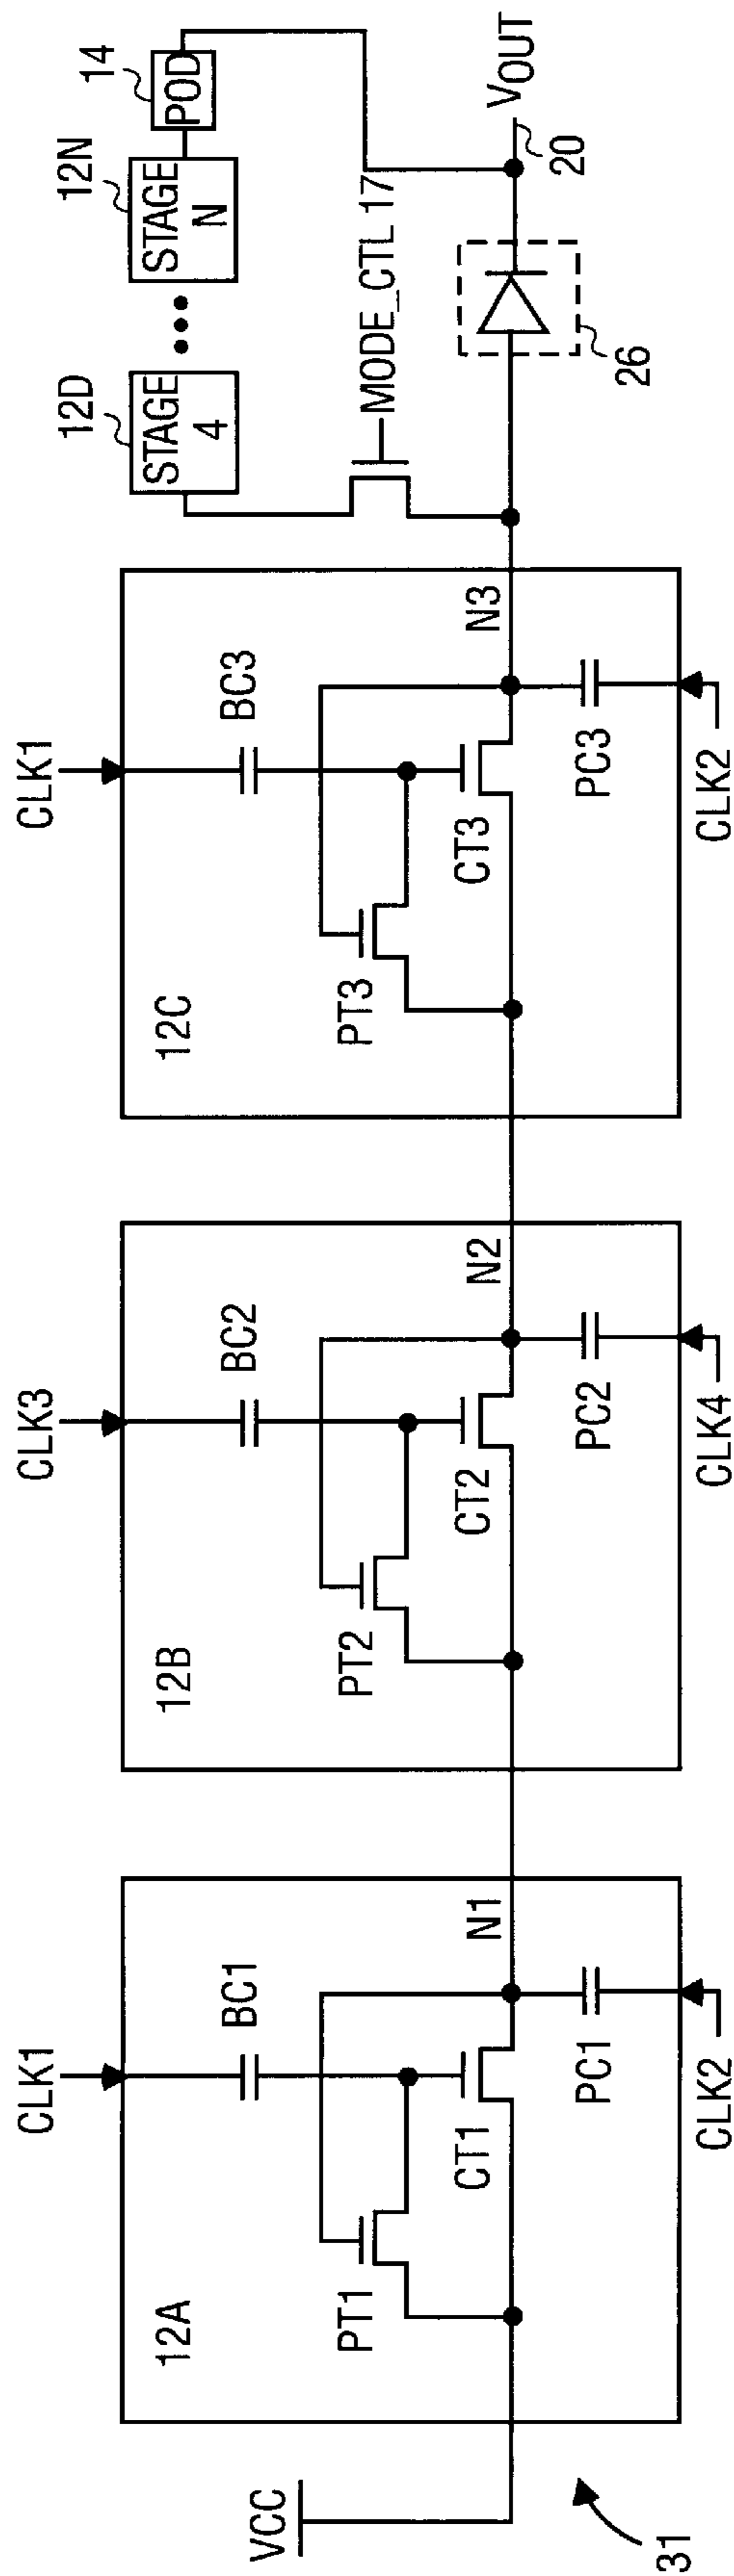 VCC
31
12A
CLK1
BC1
PT1
CT1
N1
PC1
CLK2
12B
CLK3
BC2
PT2
CT2
N2
PC2
CLK4
12C
CLK1
BC3
PT3
CT3
N3
PC3
CLK2
12D
STAGE
4
12N
STAGE
N
14
POD
MODE_CTL 17
26
20
VOUT